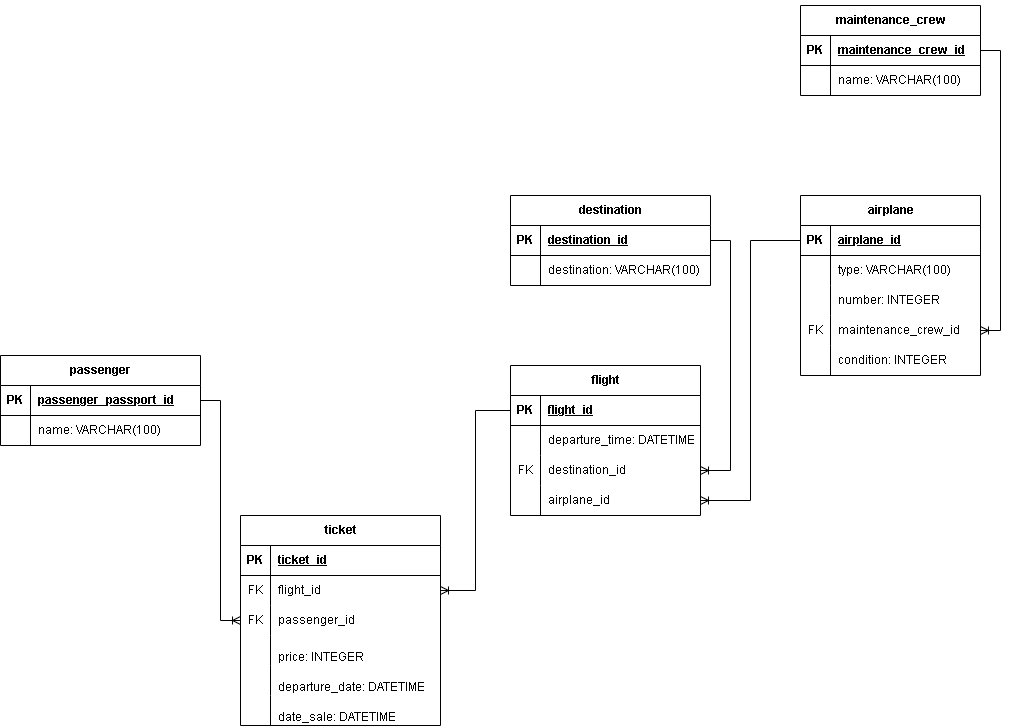 maintenance_crew
PK maintenance_crew_id
name: VARCHAR(100)
destination
PK destination_id
destination: VARCHAR(100)
airplane
PK airplane_id
type: VARCHAR(100)
number: INTEGER
FK maintenance_crew_id
condition: INTEGER
passenger
PK passenger_passport_id
name: VARCHAR(100)
flight
PK flight_id
departure_time: DATETIME
FK destination_id
airplane_id
ticket
PK ticket_id
FK flight_id
FK passenger_id
price: INTEGER
departure_date: DATETIME
date_sale: DATETIME